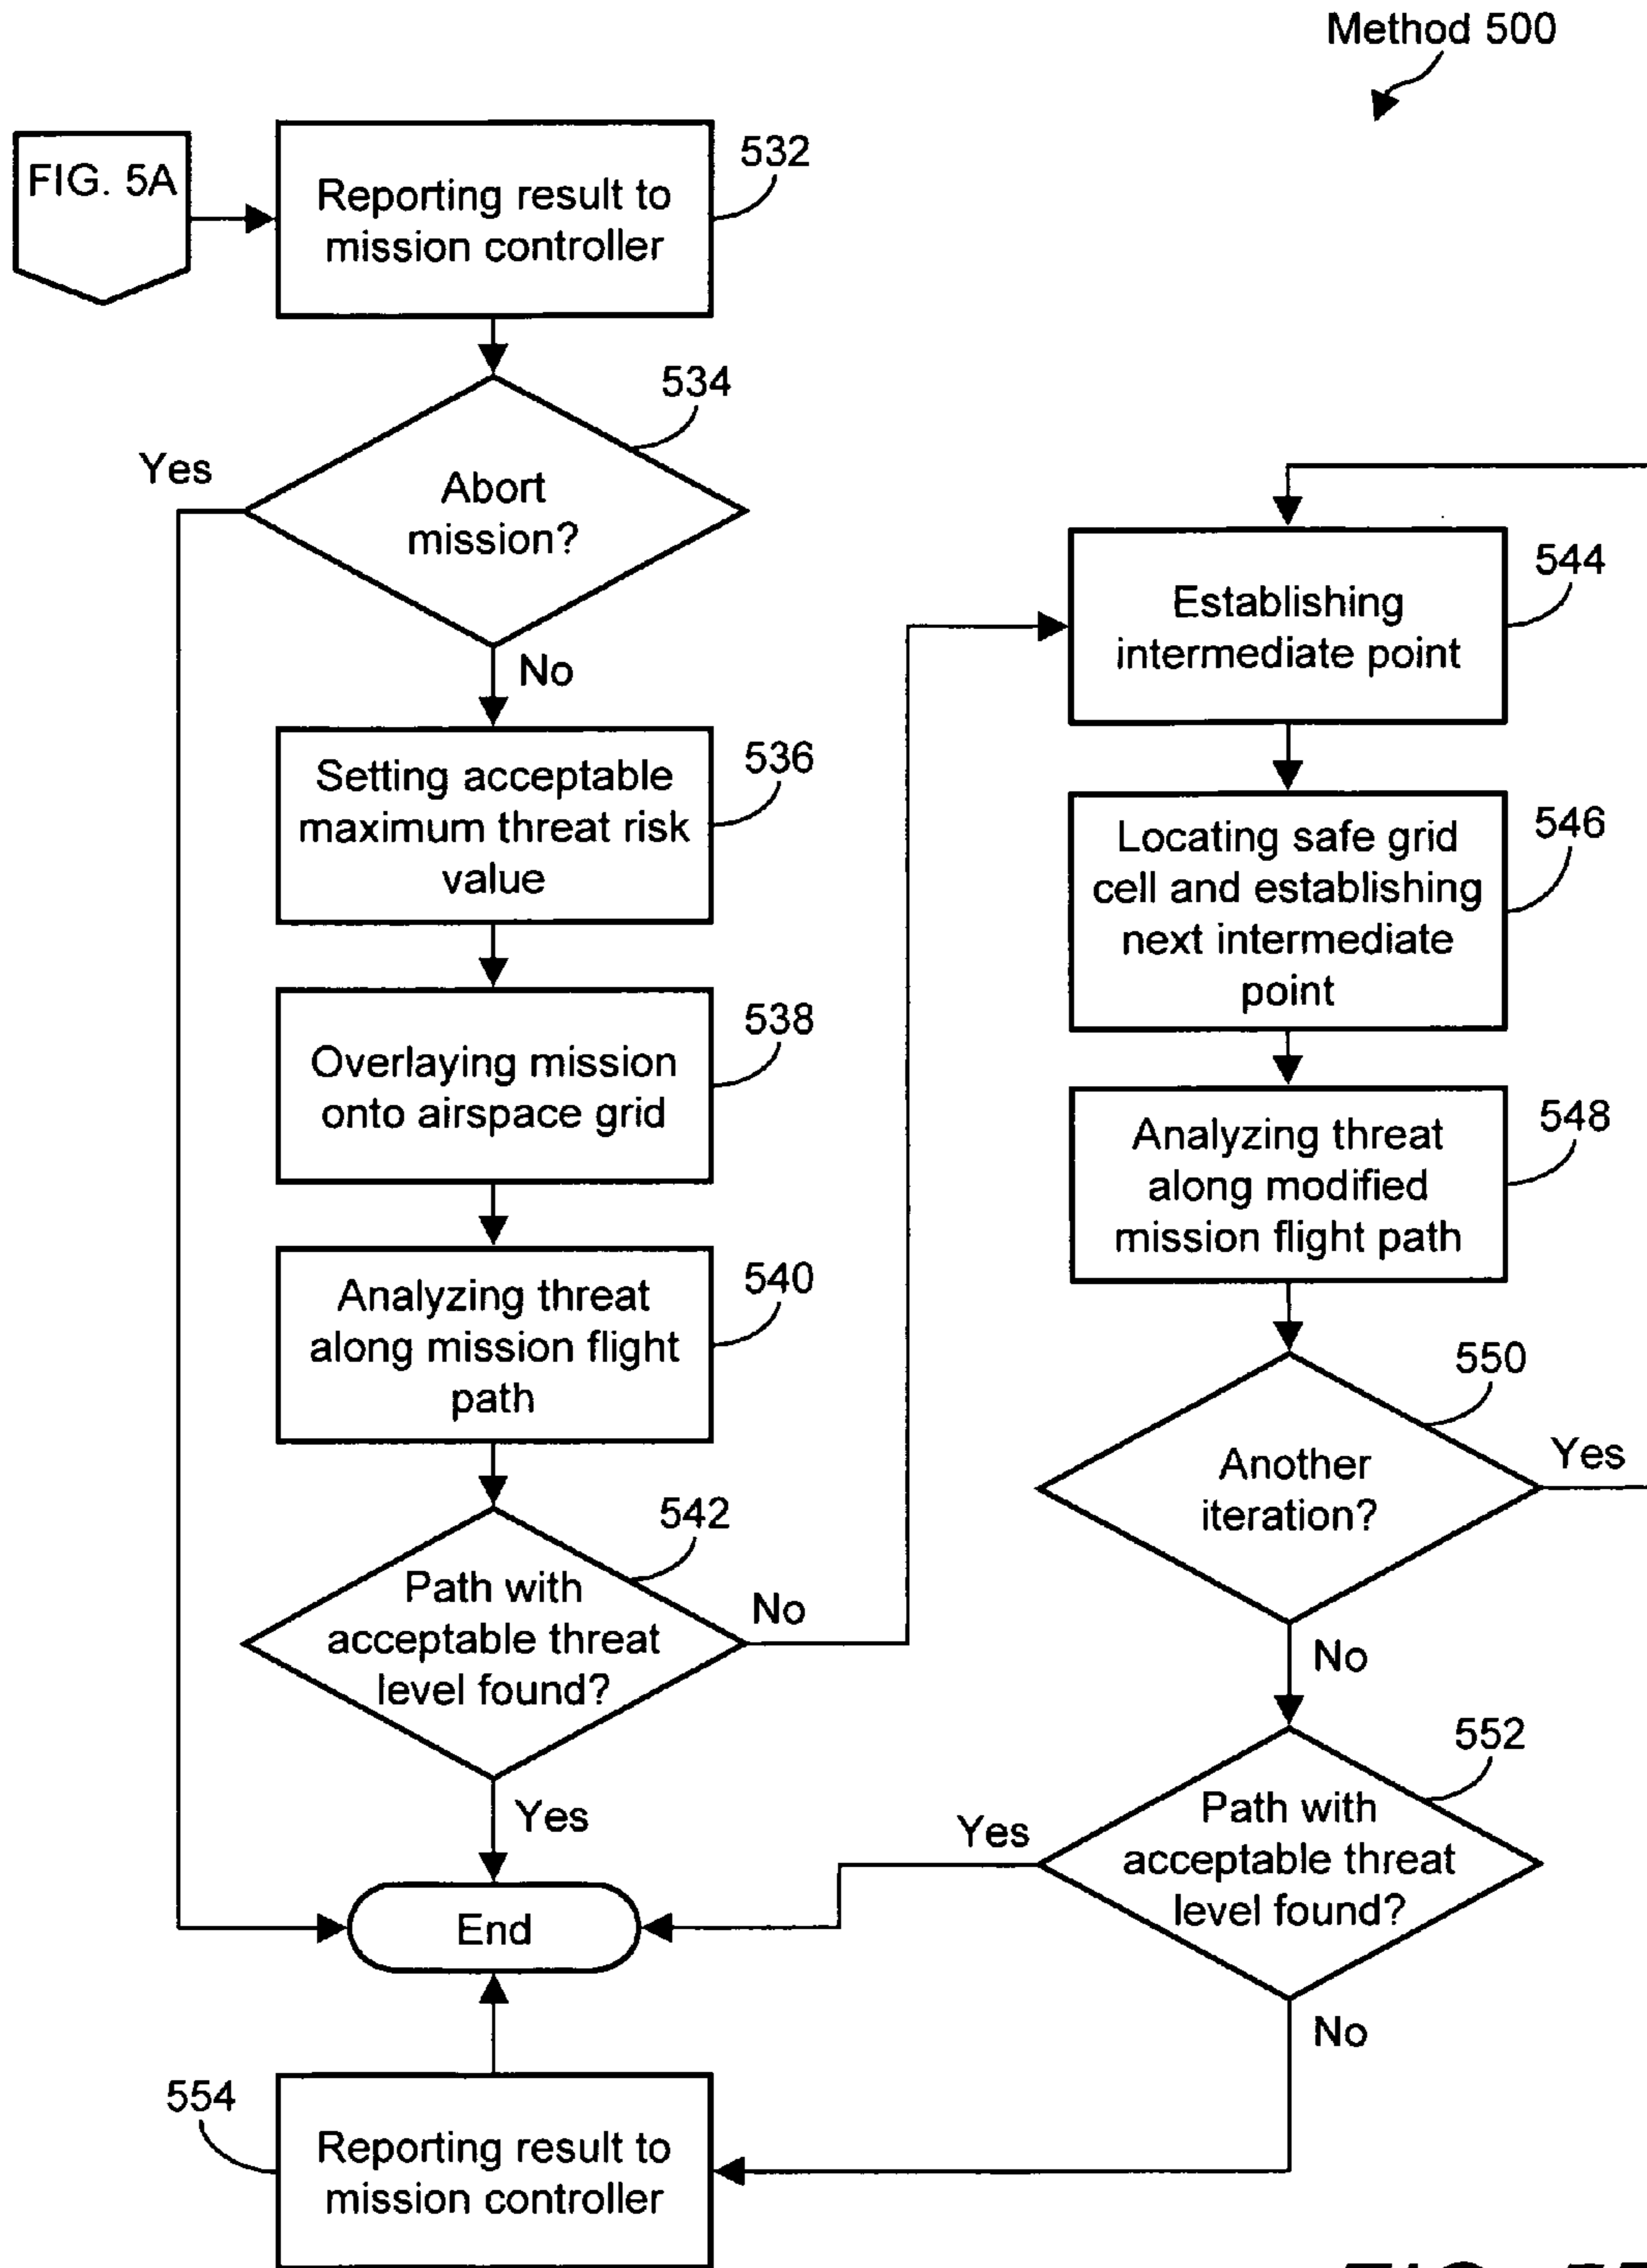 Method 500
FIG. 5A
532
Reporting result to
mission controller
534
Yes
Abort
mission?
No
536
Setting acceptable
maximum threat risk
value
538
Overlaying mission
onto airspace grid
540
Analyzing threat
along mission flight
path
542
Path with
acceptable threat
level found?
No
Yes
End
544
Establishing
intermediate point
546
Locating safe grid
cell and establishing
next intermediate
point
548
Analyzing threat
along modified
mission flight path
550
Another
iteration?
Yes
No
552
Path with
acceptable threat
level found?
Yes
No
554
Reporting result to
mission controller